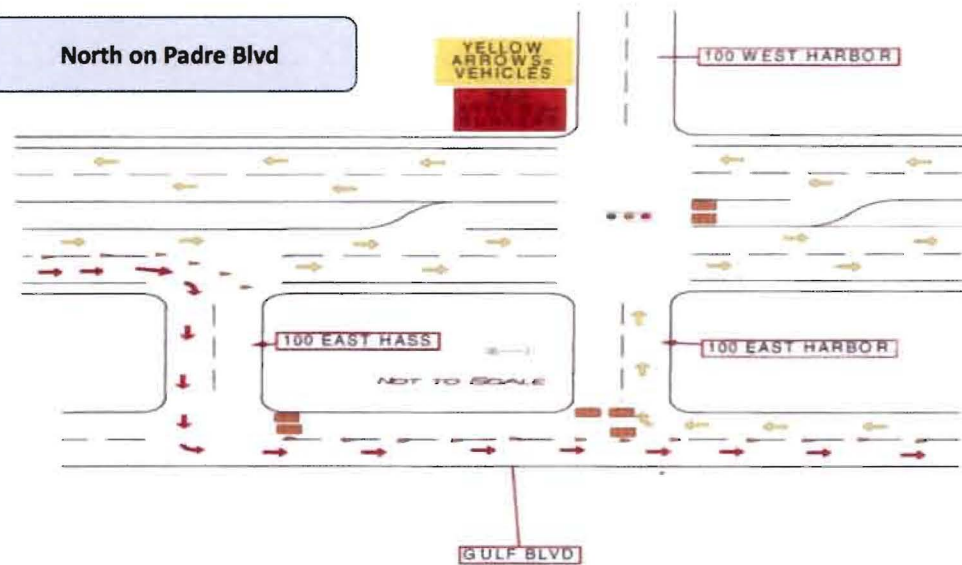 North on Padre Blvd
YELLOW
ARROWS=
VEHICLES
100 WEST HARBOR
100 EAST HASS
100 EAST HARBOR
NOT TO SCALE
GULF BLVD